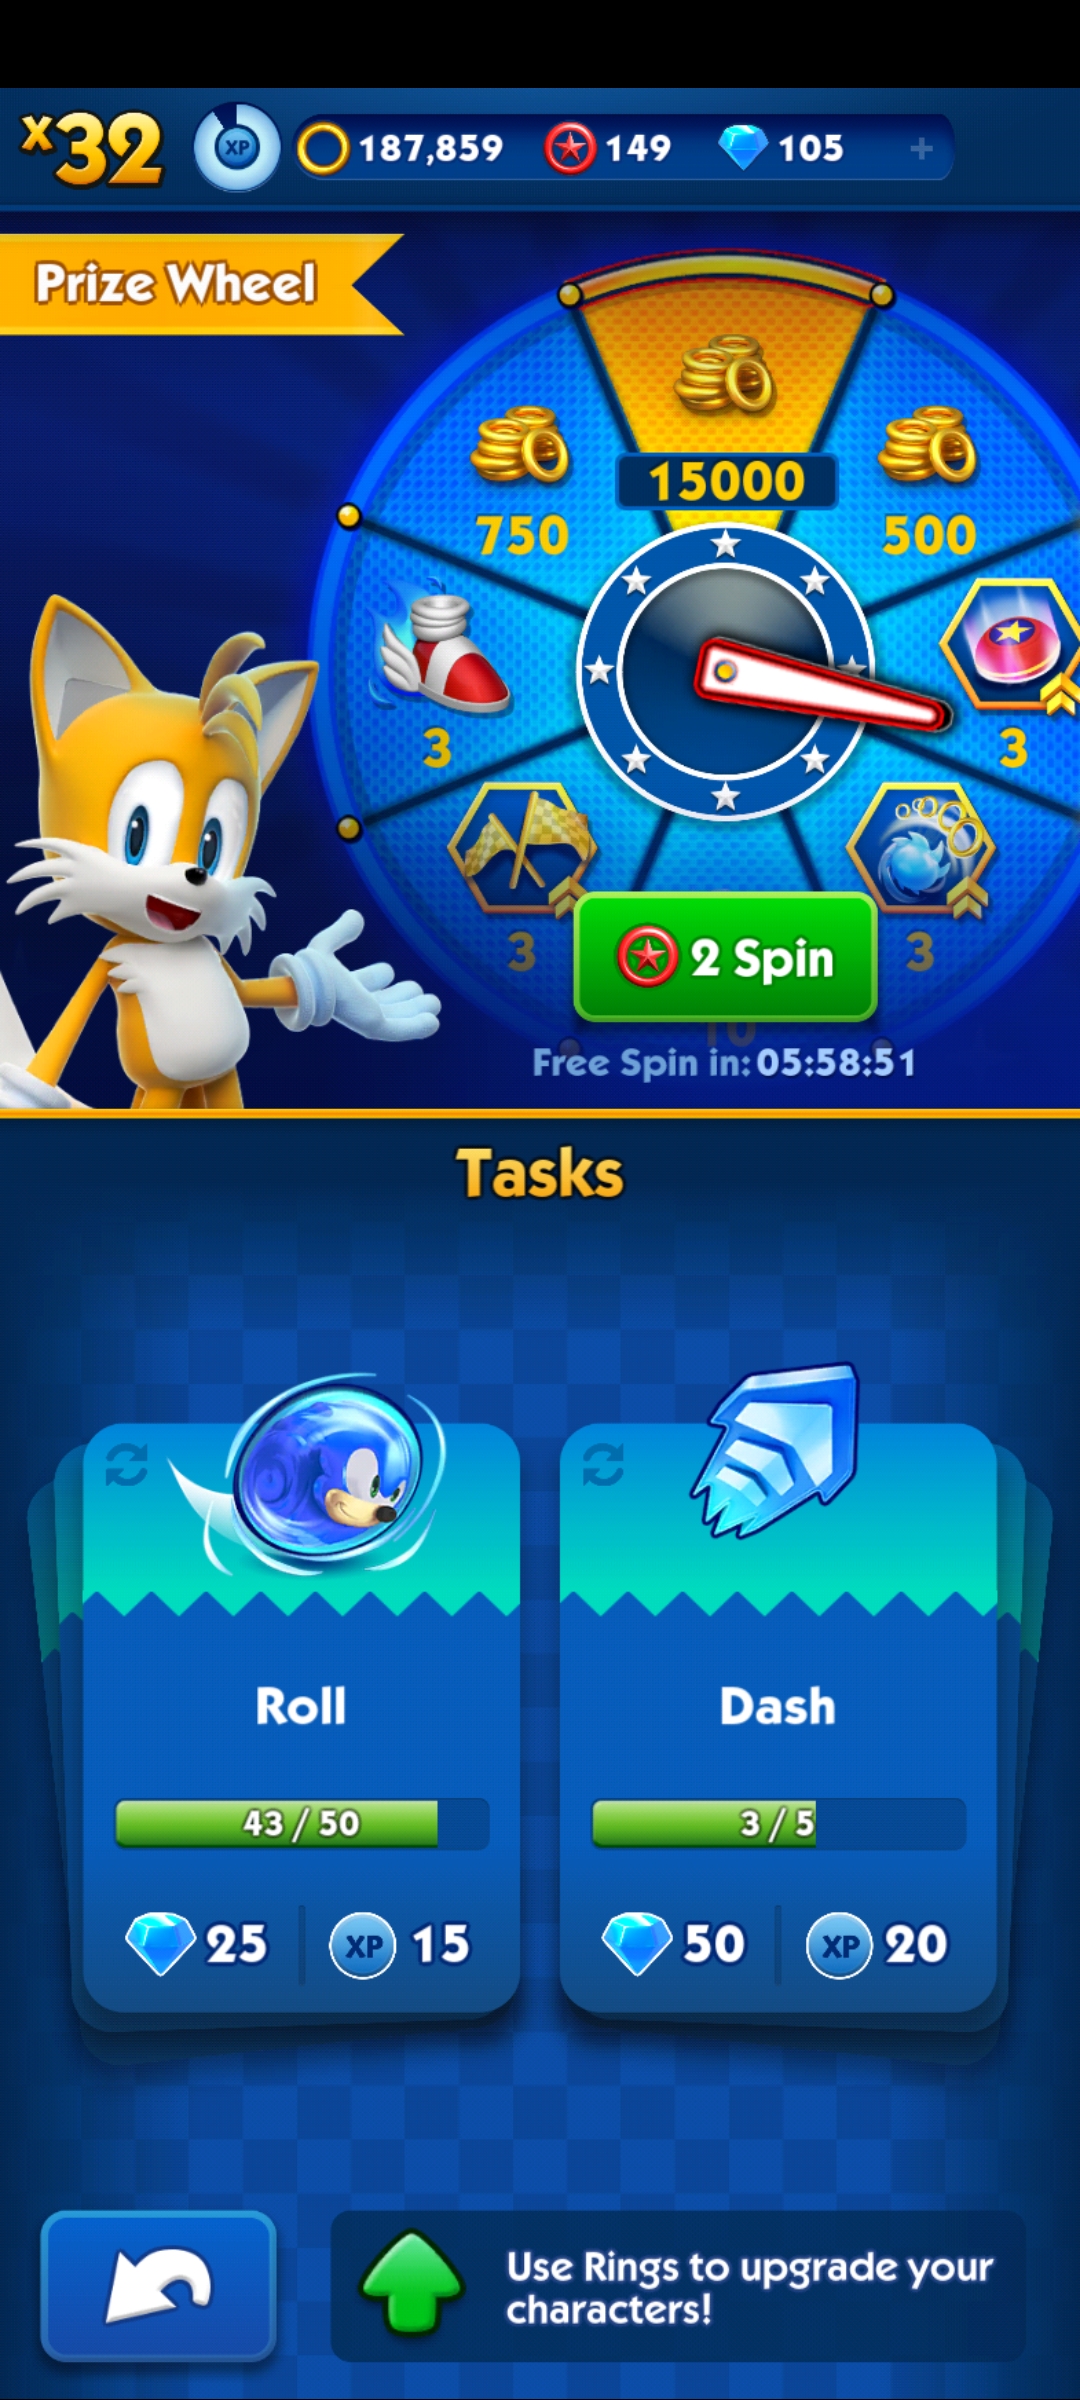 x32
XP
187,859
149
105
+
Prize Wheel
15000
750
500
3
3
3
3
2 Spin
10
Free Spin in: 05:58:51
Tasks
Roll
Dash
43 / 50
3 / 5
25
XP 15
50
XP 20
Use Rings to upgrade your
characters!